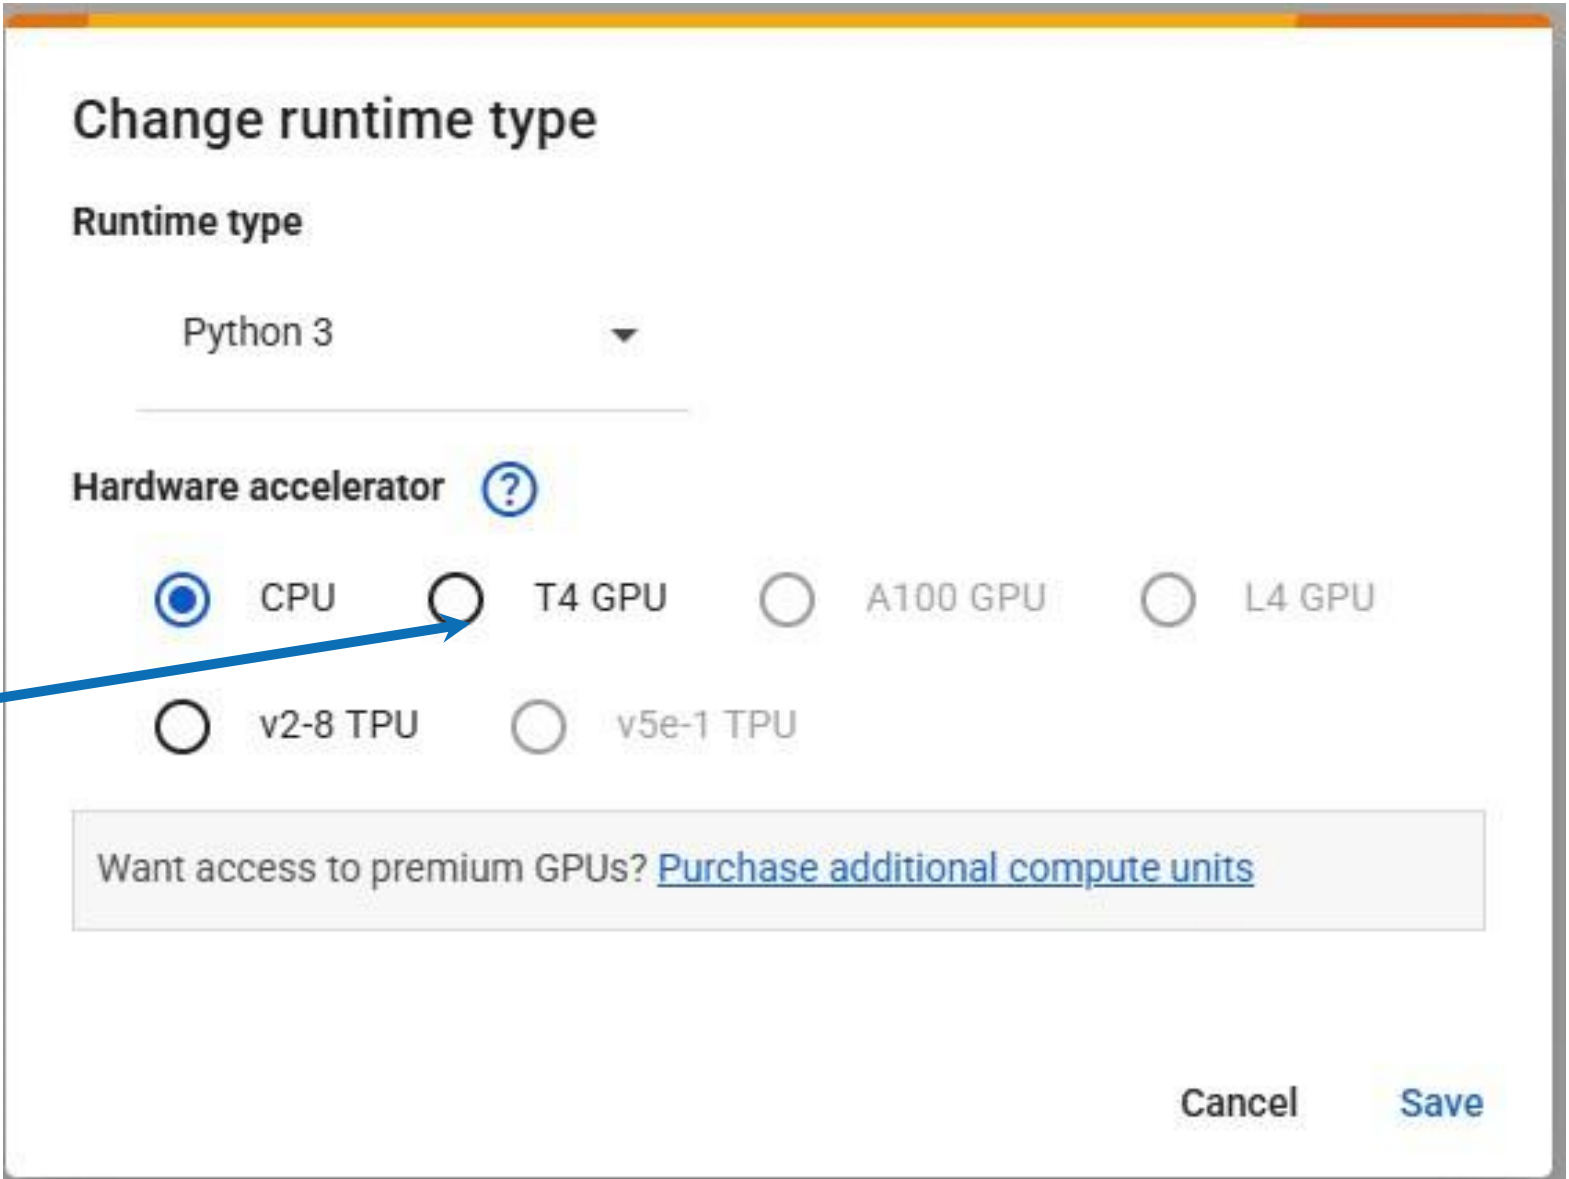 Change runtime type
Runtime type
Python 3
Hardware accelerator ?
CPU T4 GPU A100 GPU L4 GPU
v2-8 TPU v5e-1 TPU
Want access to premium GPUs? Purchase additional compute units
Cancel Save